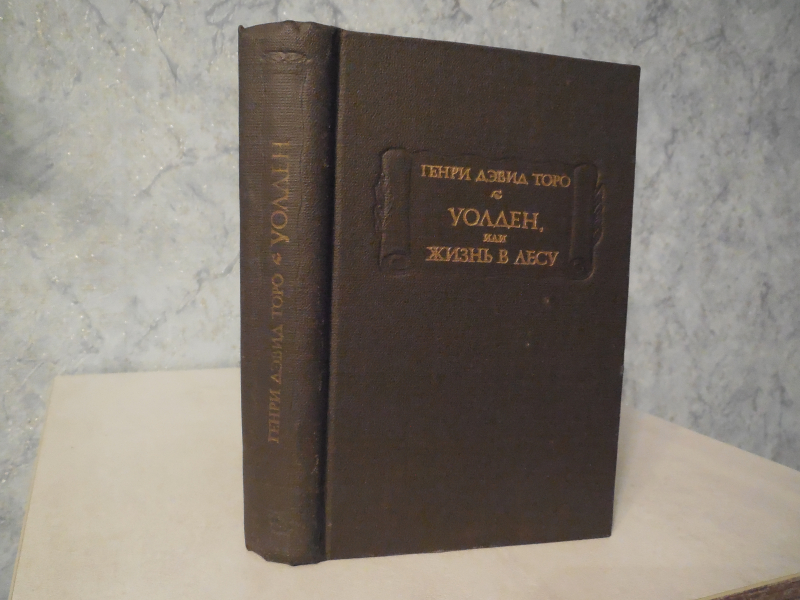 ГЕНРИ ДЭВИД ТОРО
УОЛДЕН,
ИЛИ
ЖИЗНЬ В ЛЕСУ
ГЕНРИ ДЭВИД ТОРО УОЛДЕН